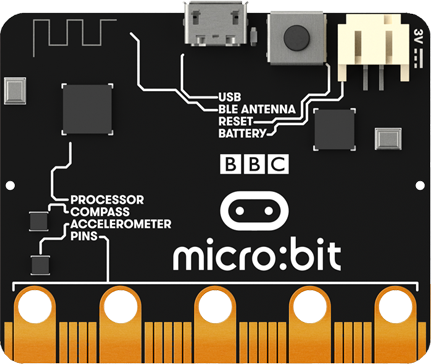 3V
USB
BLE ANTENNA
RESET
BATTERY
BBC
PROCESSOR
COMPASS
ACCELEROMETER
PINS
micro:bit